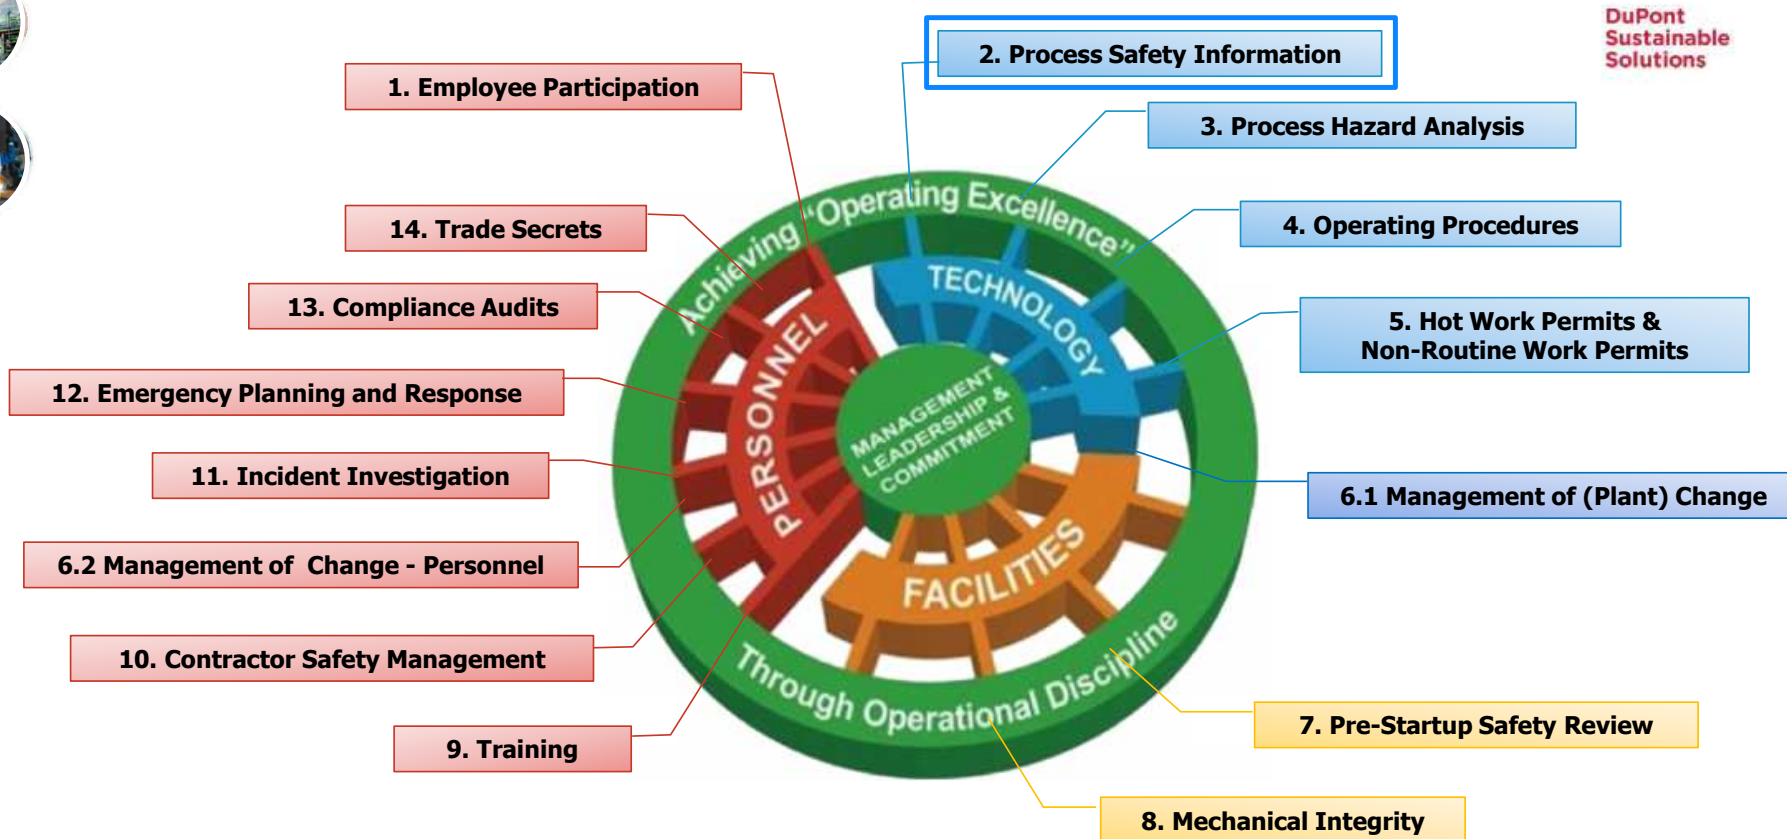 DuPont
Sustainable
Solutions
2. Process Safety Information
1. Employee Participation
3. Process Hazard Analysis
14. Trade Secrets
4. Operating Procedures
13. Compliance Audits
5. Hot Work Permits &
Non-Routine Work Permits
12. Emergency Planning and Response
11. Incident Investigation
6.1 Management of (Plant) Change
6.2 Management of  Change - Personnel
10. Contractor Safety Management
9. Training
7. Pre-Startup Safety Review
8. Mechanical Integrity
Achieving "Operating Excellence"
TECHNOLOGY
PERSONNEL
MANAGEMENT
LEADERSHIP &
COMMITMENT
FACILITIES
Through Operational Discipline